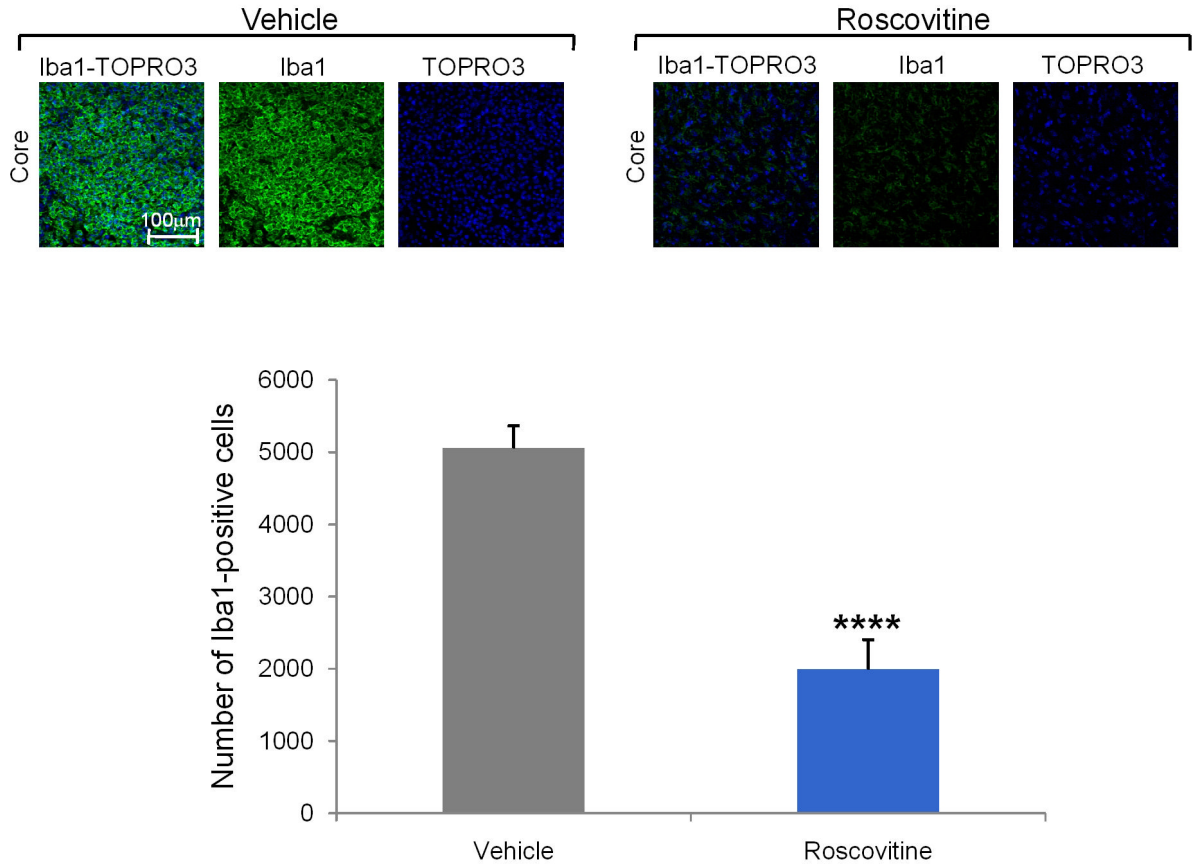 Vehicle
Roscovitine
Iba1-TOPRO3
Iba1
TOPRO3
Iba1-TOPRO3
Iba1
TOPRO3
Core
100µm
Core
Number of Iba1-positive cells
6000
5000
4000
3000
2000
1000
0
****
Vehicle
Roscovitine